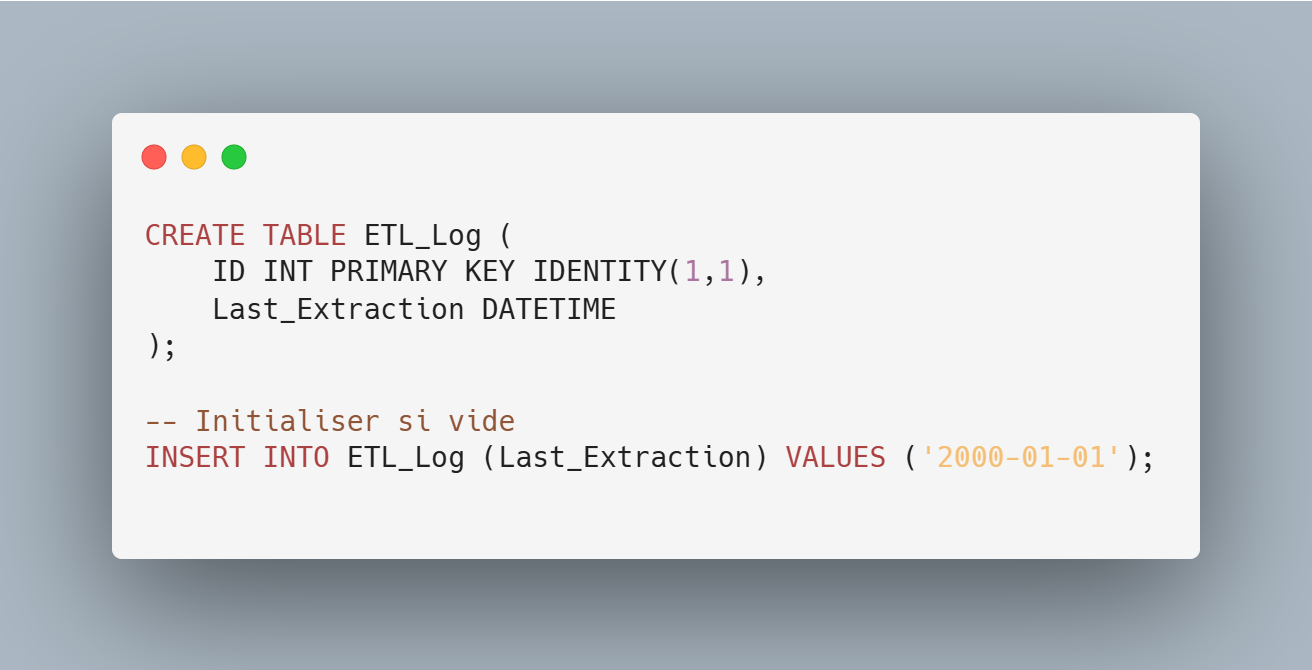 CREATE TABLE ETL_Log (
    ID INT PRIMARY KEY IDENTITY(1,1),
    Last_Extraction DATETIME
);
-- Initialiser si vide
INSERT INTO ETL_Log (Last_Extraction) VALUES ('2000-01-01');